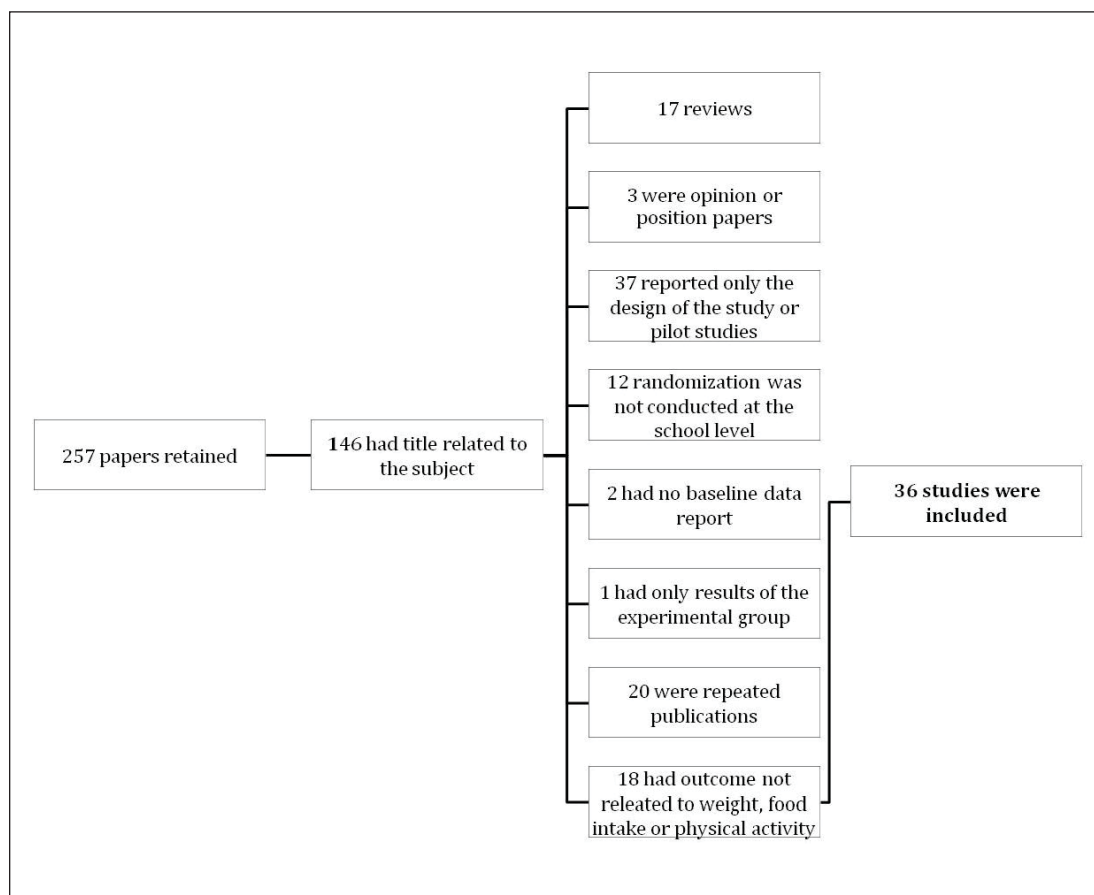 257 papers retained
146 had title related to
the subject
17 reviews
3 were opinion or
position papers
37 reported only the
design of the study or
pilot studies
12 randomization was
not conducted at the
school level
2 had no baseline data
report
1 had only results of the
experimental group
20 were repeated
publications
18 had outcome not
releated to weight, food
intake or physical activity
36 studies were
included